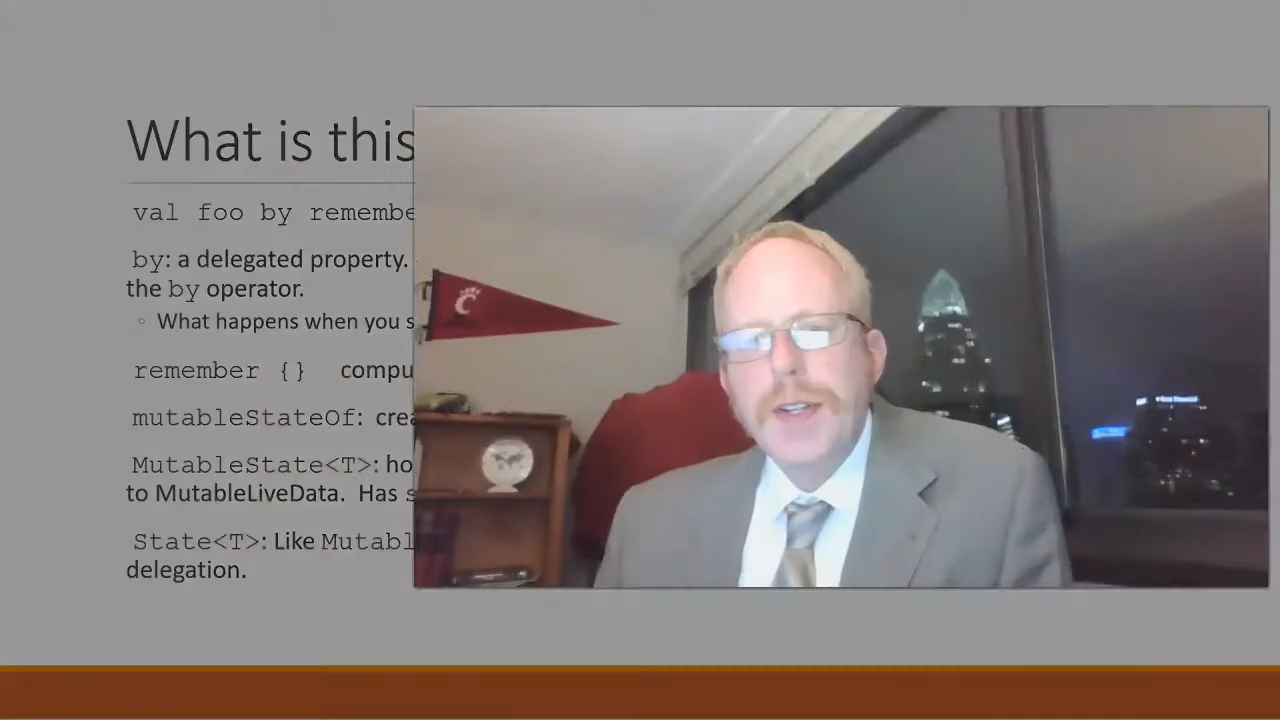 What is this
val foo by remembe
by: a delegated property.
the by operator.
What happens when you s
remember {} compu
mutableStateOf: crea
MutableState<T>: ho
to MutableLiveData. Has s
State<T>: Like Mutabl
delegation.
C